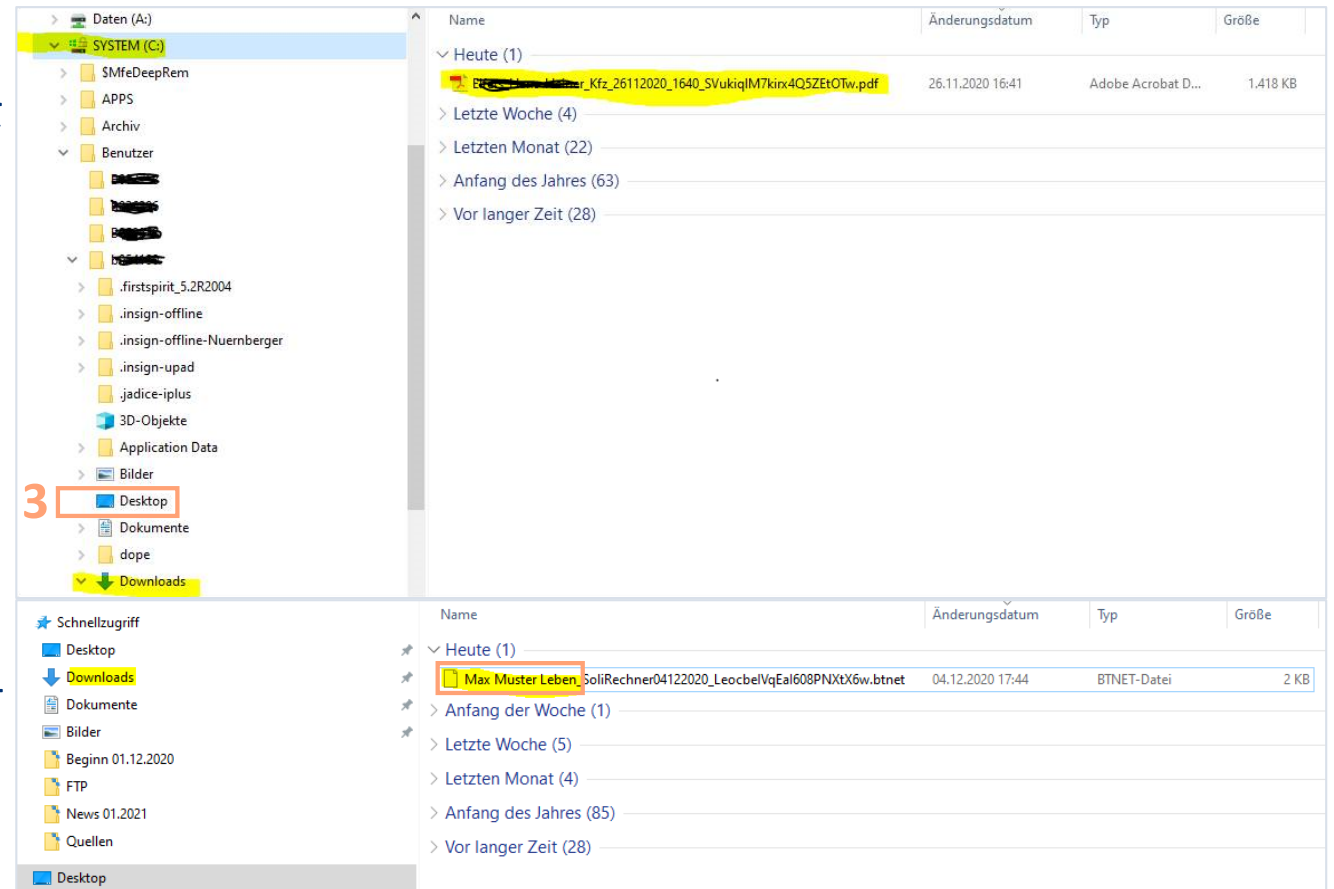 Daten (A:)
SYSTEM (C:)
$MfeDeepRem
APPS
Archiv
Benutzer
.firstspirit_5.2R2004
.insign-offline
.insign-offline-Nuernberger
.insign-upad
.jadice-iplus
3D-Objekte
Application Data
Bilder
3 Desktop
Dokumente
dope
Downloads
Name Änderungsdatum Typ Größe
Heute (1)
_Kfz_26112020_1640_SVukiqIM7kirx4Q5ZEtOTw.pdf 26.11.2020 16:41 Adobe Acrobat D... 1.418 KB
Letzte Woche (4)
Letzten Monat (22)
Anfang des Jahres (63)
Vor langer Zeit (28)
Schnellzugriff
Desktop
Downloads
Dokumente
Bilder
Beginn 01.12.2020
FTP
News 01.2021
Quellen
Desktop
Name Änderungsdatum Typ Größe
Heute (1)
Max Muster Leben_SoliRechner04122020_LeocbelVqEal608PNXtX6w.btnet 04.12.2020 17:44 BTNET-Datei 2 KB
Anfang der Woche (1)
Letzte Woche (5)
Letzten Monat (4)
Anfang des Jahres (85)
Vor langer Zeit (28)